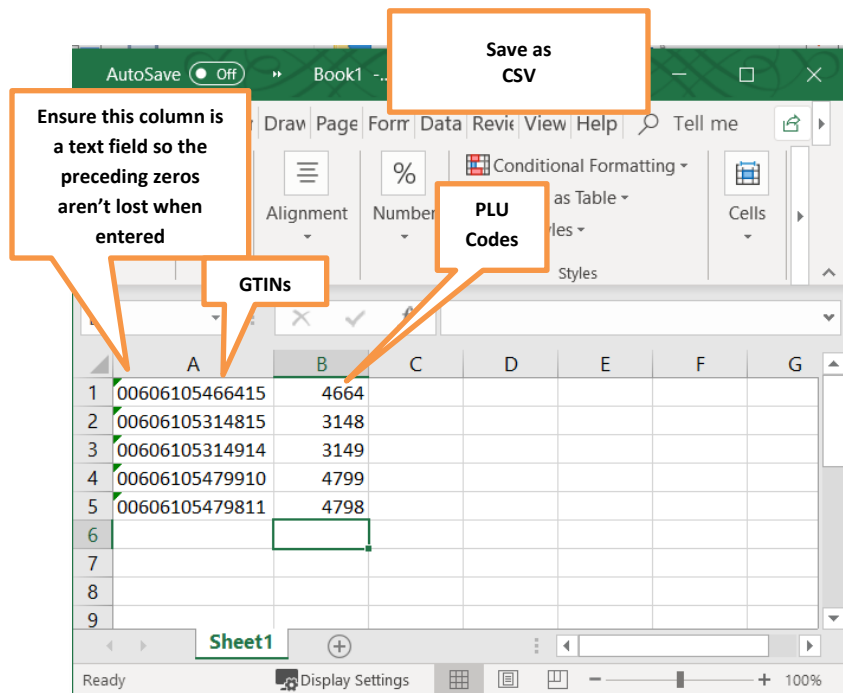 Save as
CSV
AutoSave Off Book1 -..
Ensure this column is
a text field so the
preceding zeros
aren't lost when
entered
Draw Page Form Data Revie View Help Tell me
Alignment
%
Number
Conditional Formatting
as Table
les
Cells
Styles
PLU
Codes
GTINs
A B C D E F G
1 00606105466415 4664
2 00606105314815 3148
3 00606105314914 3149
4 00606105479910 4799
5 00606105479811 4798
6
7
8
9
Sheet1
Ready Display Settings 100%